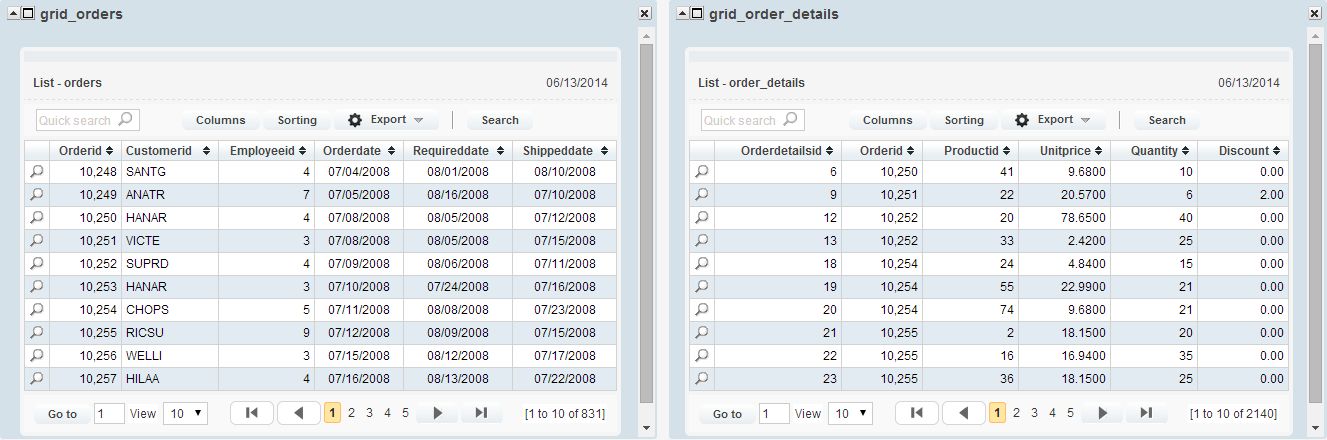 grid_orders
List - orders 06/13/2014
Quick search Columns Sorting Export Search
Orderid Customerid Employeeid Orderdate Requireddate Shippeddate
10,248 SANTG 4 07/04/2008 08/01/2008 08/10/2008
10,249 ANATR 7 07/05/2008 08/16/2008 07/10/2008
10,250 HANAR 4 07/08/2008 08/05/2008 07/12/2008
10,251 VICTE 3 07/08/2008 08/05/2008 07/15/2008
10,252 SUPRD 4 07/09/2008 08/06/2008 07/11/2008
10,253 HANAR 3 07/10/2008 07/24/2008 07/16/2008
10,254 CHOPS 5 07/11/2008 08/08/2008 07/23/2008
10,255 RICSU 9 07/12/2008 08/09/2008 07/15/2008
10,256 WELLI 3 07/15/2008 08/12/2008 07/17/2008
10,257 HILAA 4 07/16/2008 08/13/2008 07/22/2008
Go to 1 View 10 1 2 3 4 5 [1 to 10 of 831]
grid_order_details
List - order_details 06/13/2014
Quick search Columns Sorting Export Search
Orderdetailsid Orderid Productid Unitprice Quantity Discount
6 10,250 41 9.6800 10 0.00
9 10,251 22 20.5700 6 2.00
12 10,252 20 78.6500 40 0.00
13 10,252 33 2.4200 25 0.00
18 10,254 24 4.8400 15 0.00
19 10,254 55 22.9900 21 0.00
20 10,254 74 9.6800 21 0.00
21 10,255 2 18.1500 20 0.00
22 10,255 16 16.9400 35 0.00
23 10,255 36 18.1500 25 0.00
Go to 1 View 10 1 2 3 4 5 [1 to 10 of 2140]